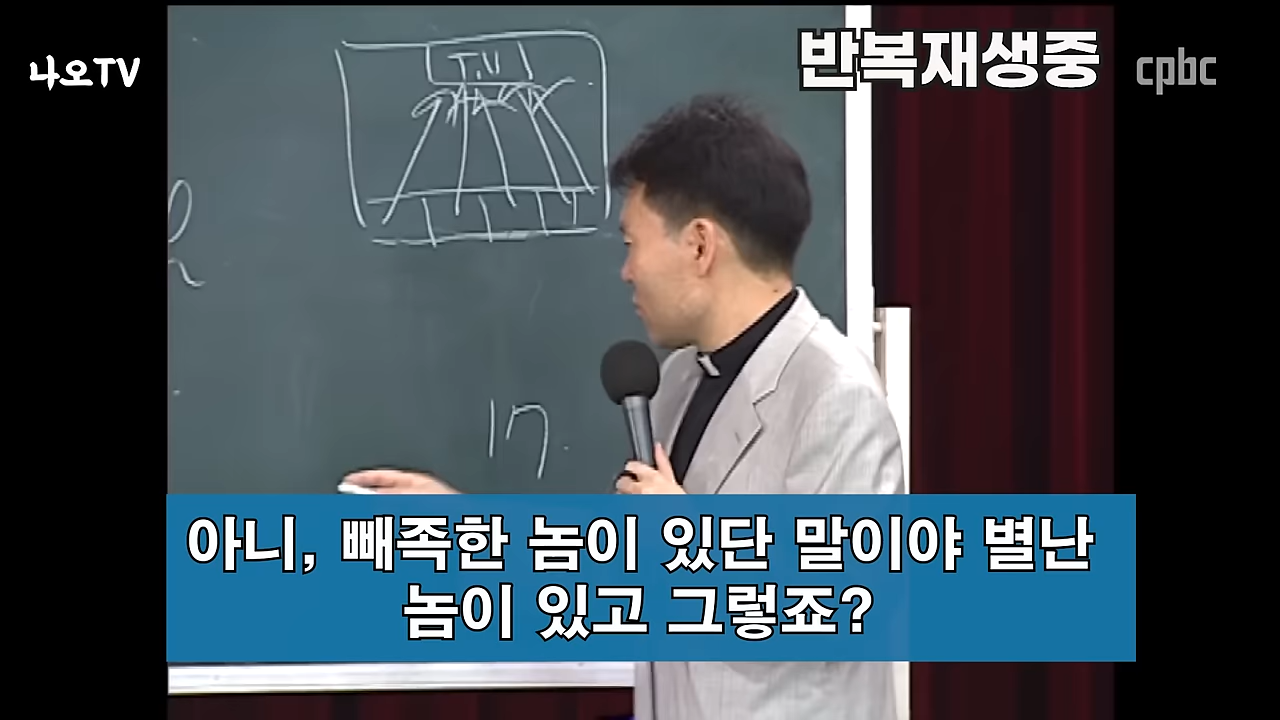 나오TV
반복재생중
cpbc
T.V
17.
아니, 빼족한 놈이 있단 말이야 별난
놈이 있고 그렇죠?